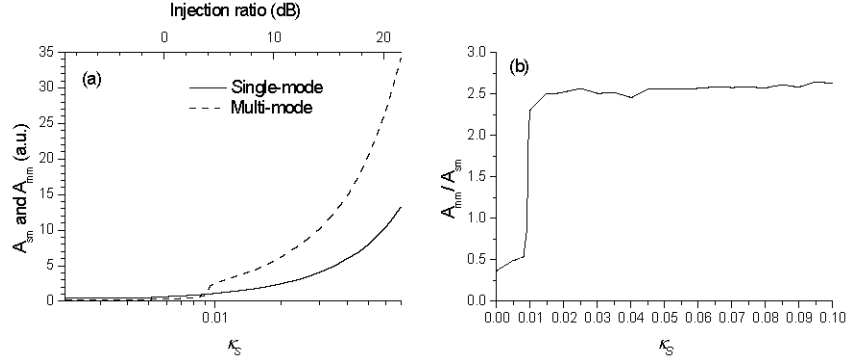 Injection ratio (dB)
0 10 20
(a)
Single-mode
Multi-mode
35
30
25
20
15
10
5
0
A_sm and A_mm (a.u.)
0.01
κ_S
(b)
3.0
2.5
2.0
1.5
1.0
0.5
0.0
A_mm / A_sm
0.00 0.01 0.02 0.03 0.04 0.05 0.06 0.07 0.08 0.09 0.10
κ_S